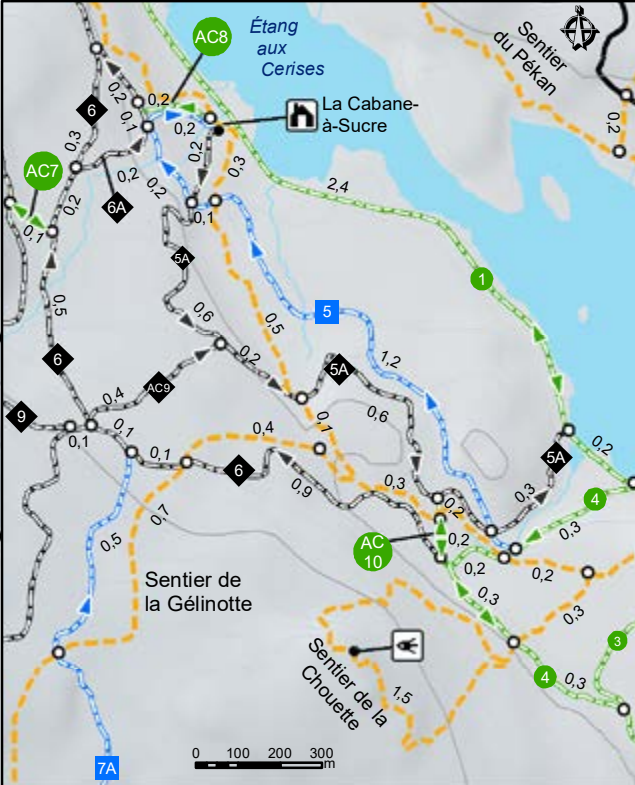 AC8
Étang
aux
Cerises
Sentier
du Pékan
N
La Cabane-
à-Sucre
6
0,2
0,2
0,1
0,2
0,2
0,3
0,3
0,2
AC7
0,2
6A
0,2
0,2
0,1
0,1
2,4
5A
1
0,5
0,6
5
0,5
0,2
5A
1,2
6
AC9
0,4
9
0,1
0,1
0,1
0,4
0,1
0,6
6
0,9
0,3
0,2
0,3
5A
0,2
4
0,3
0,7
0,5
AC
10
0,2
0,2
0,2
0,3
0,3
Sentier de
la Gélinotte
Sentier de la
Chouette
1,5
3
4
0,3
0 100 200 300
m
7A